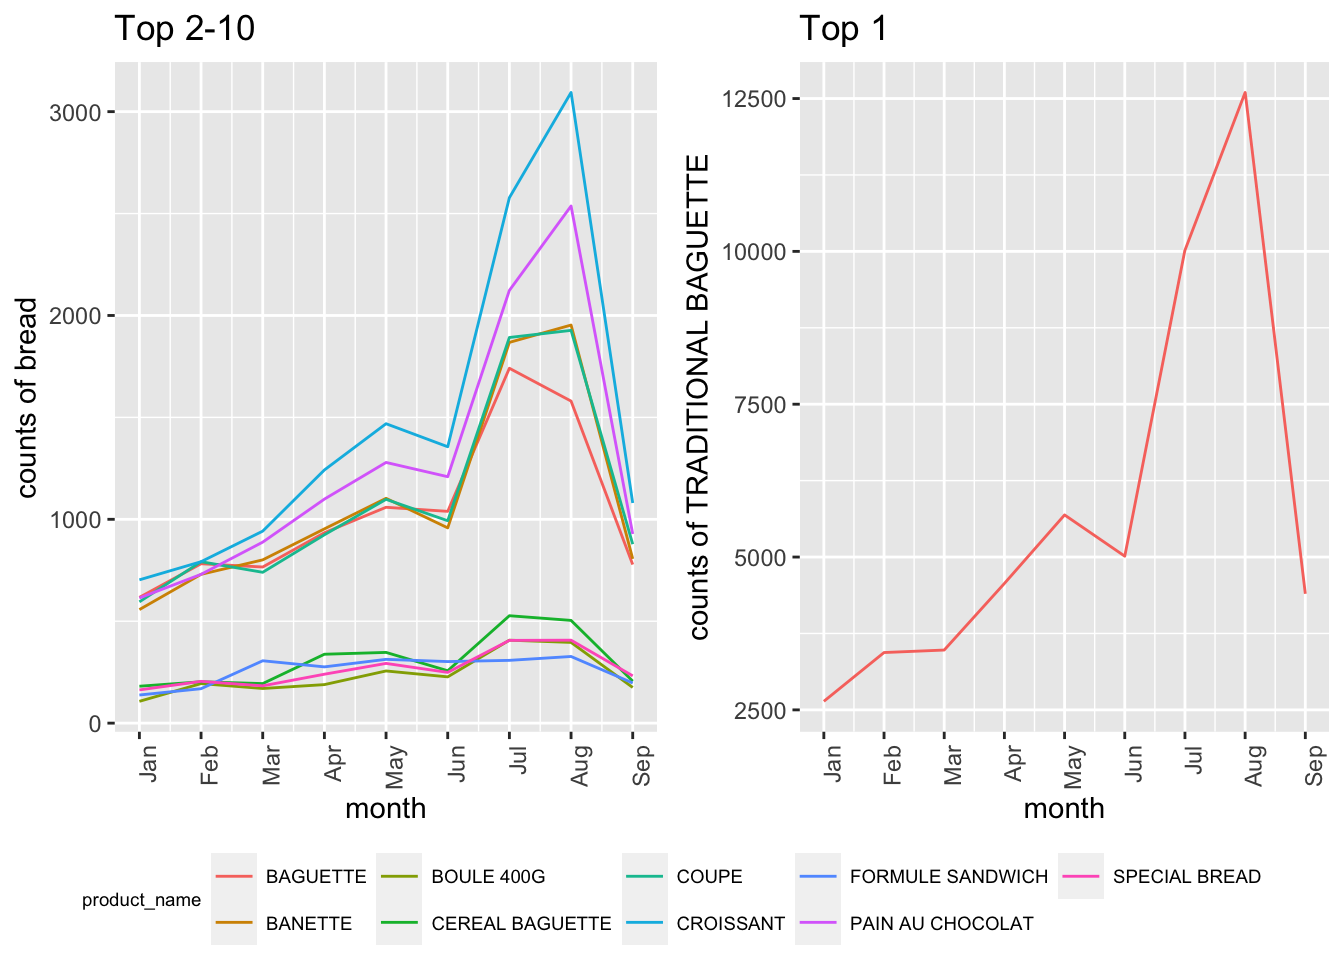 Top 2-10
counts of bread
3000
2000
1000
0
Jan Feb Mar Apr May Jun Jul Aug Sep
month
Top 1
counts of TRADITIONAL BAGUETTE
12500
10000
7500
5000
2500
Jan Feb Mar Apr May Jun Jul Aug Sep
month
product_name
BAGUETTE BOULE 400G COUPE FORMULE SANDWICH SPECIAL BREAD
BANETTE CEREAL BAGUETTE CROISSANT PAIN AU CHOCOLAT